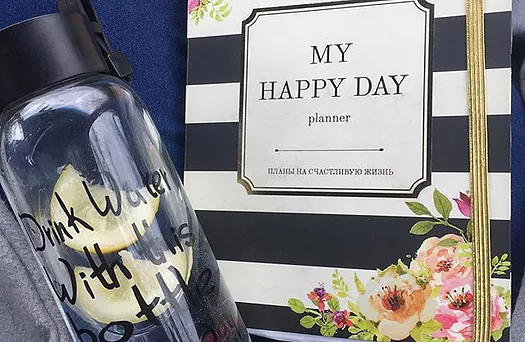 MY
HAPPY DAY
planner
ПЛАНЫ НА СЧАСТЛИВУЮ ЖИЗНЬ
Drink Water
With this
bottle